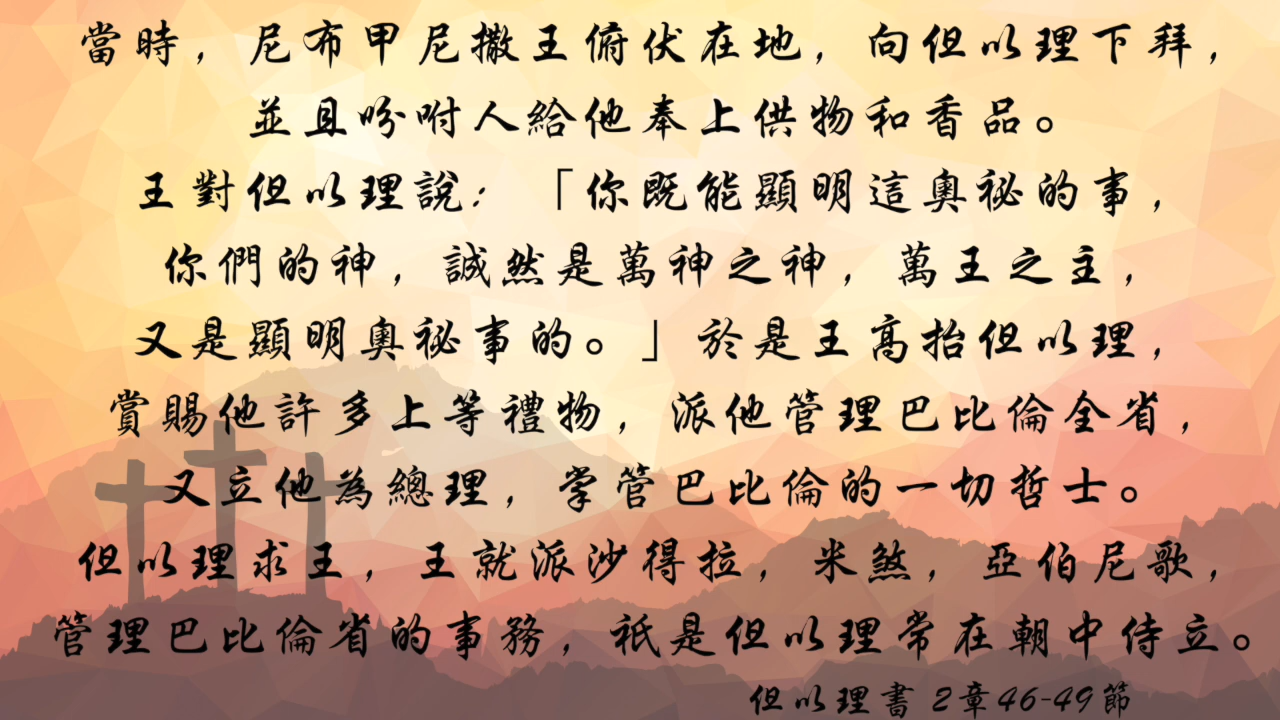 當時，尼布甲尼撒王俯伏在地，向但以理下拜，
並且吩咐人給他奉上供物和香品。
王對但以理說：「你既能顯明這奧祕的事，
你們的神，誠然是萬神之神，萬王之主，
又是顯明奧祕事的。」於是王高抬但以理，
賞賜他許多上等禮物，派他管理巴比倫全省，
又立他為總理，掌管巴比倫的一切哲士。
但以理求王，王就派沙得拉，米煞，亞伯尼歌，
管理巴比倫省的事務，祇是但以理常在朝中侍立。
但以理書 2章46-49節